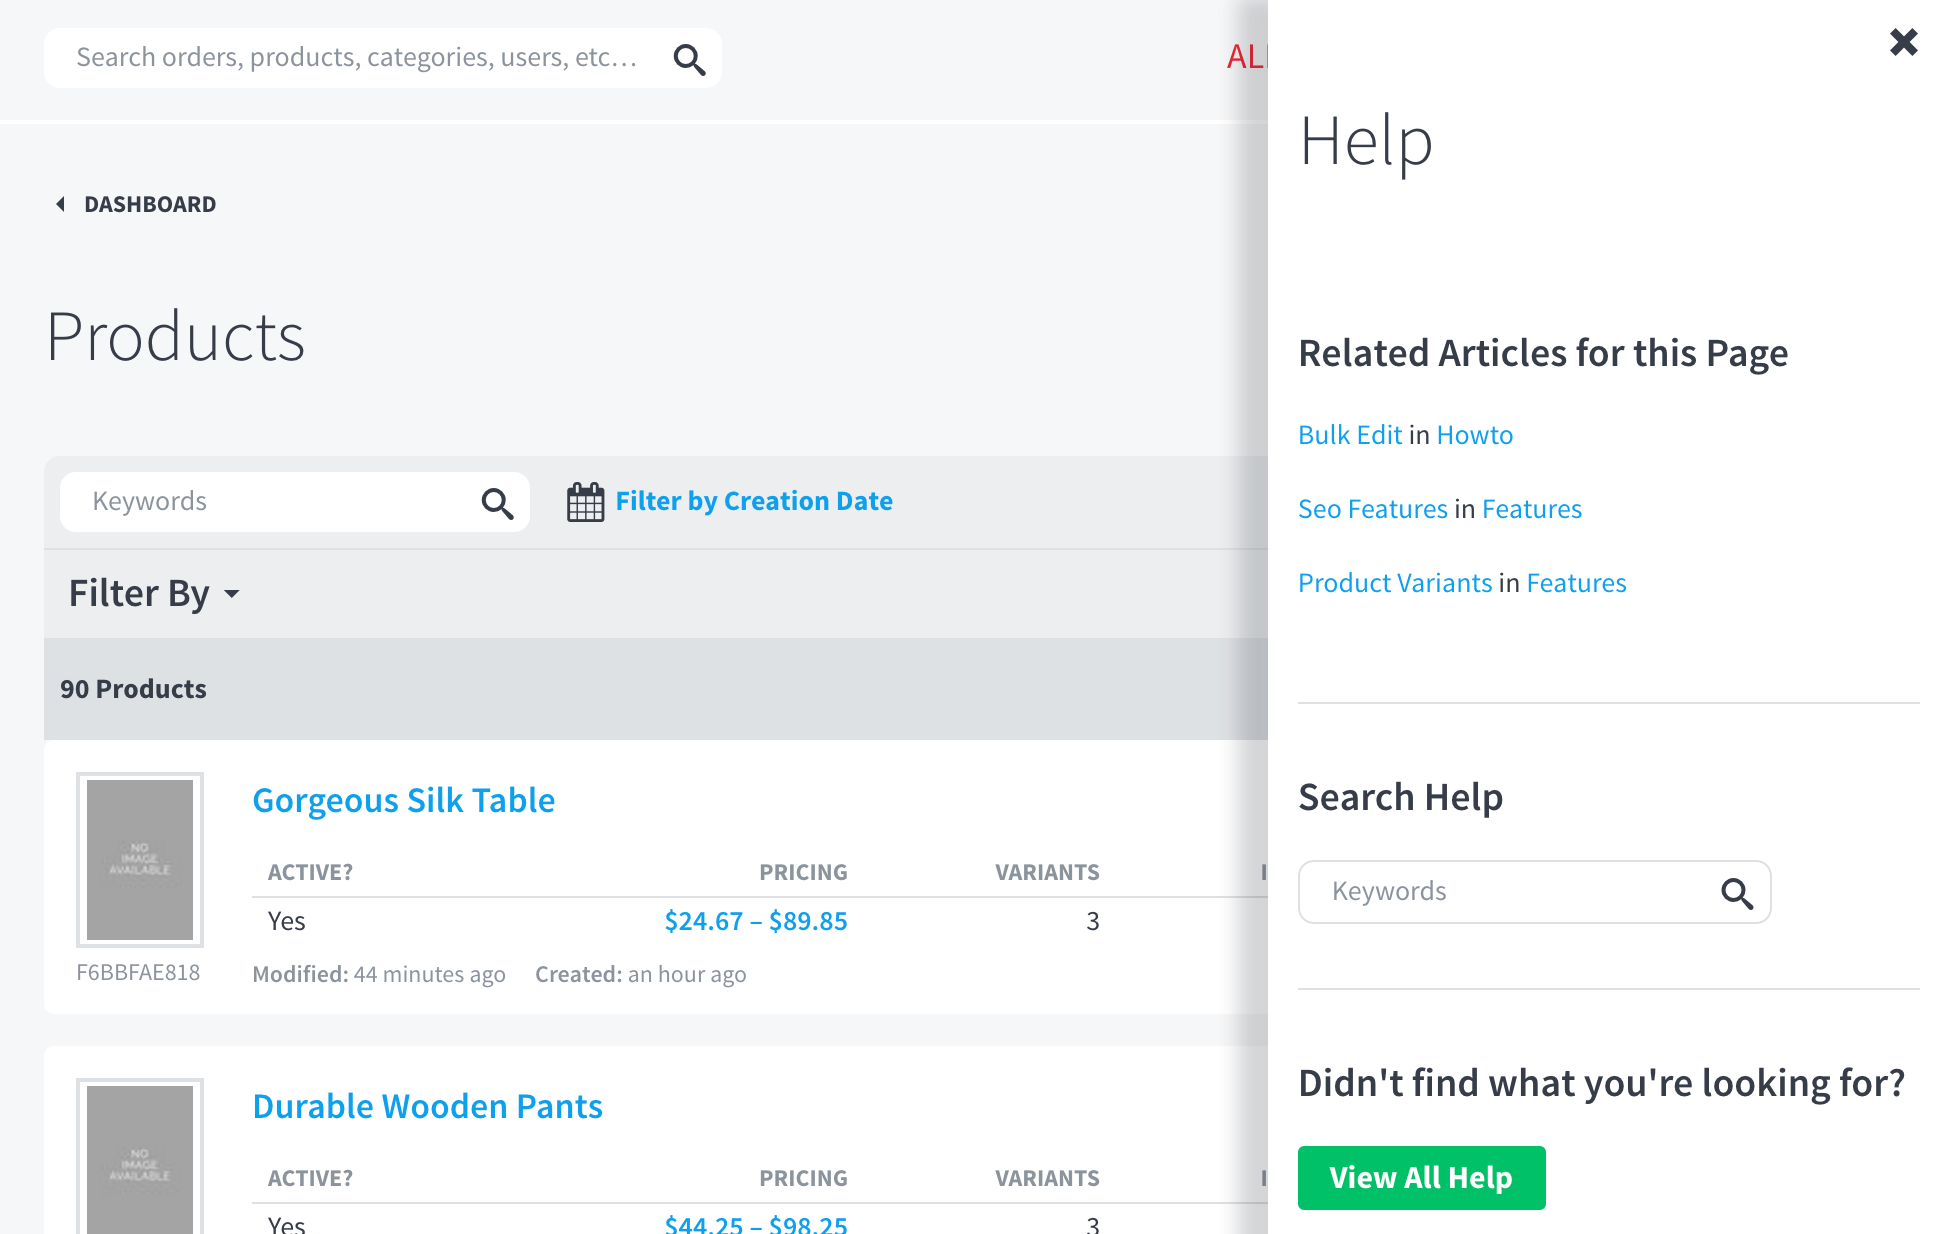 Search orders, products, categories, users, etc…
DASHBOARD
Products
Keywords
Filter by Creation Date
Filter By
90 Products
NO
IMAGE
AVAILABLE
F6BBFAE818
Gorgeous Silk Table
ACTIVE? PRICING VARIANTS
Yes $24.67 – $89.85 3
Modified: 44 minutes ago Created: an hour ago
NO
IMAGE
AVAILABLE
Durable Wooden Pants
ACTIVE? PRICING VARIANTS
Yes $44.25 – $98.25 3
Help
Related Articles for this Page
Bulk Edit in Howto
Seo Features in Features
Product Variants in Features
Search Help
Keywords
Didn't find what you're looking for?
View All Help